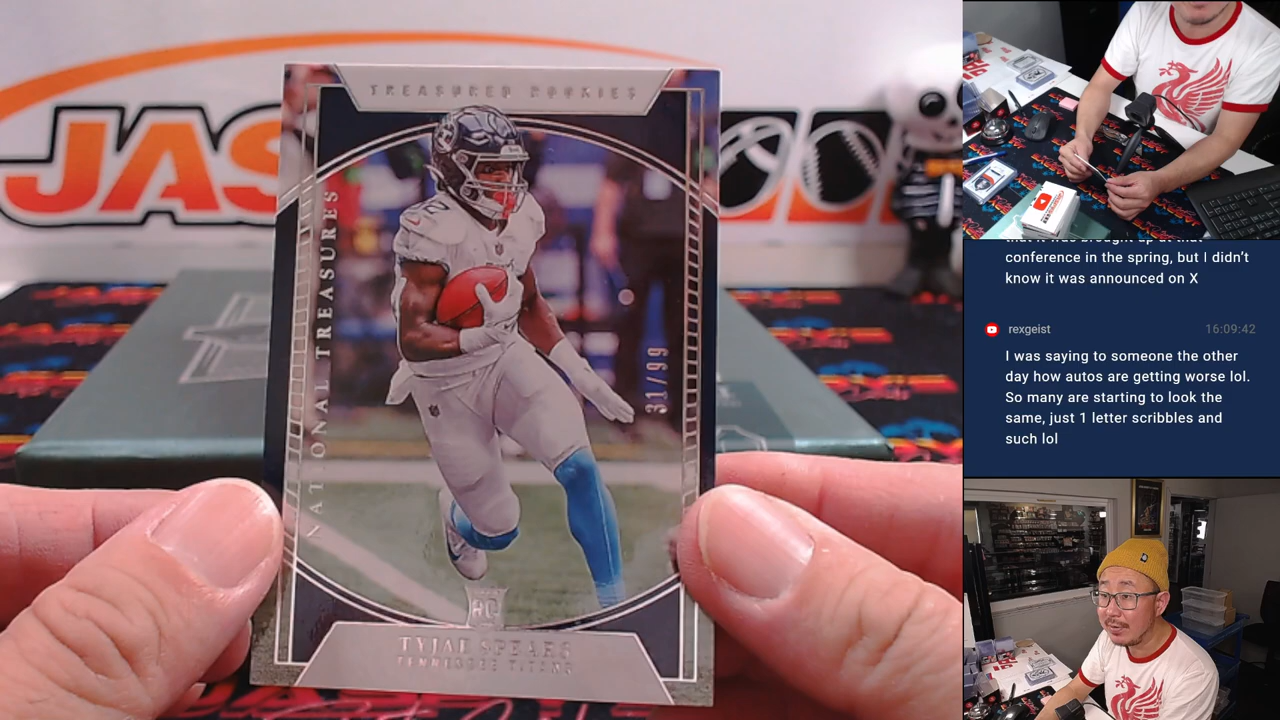 TREASURED ROOKIES
JAS
NATIONAL TREASURES
31/99
RC
TYJAE SPEARS
TENNESSEE TITANS
that it was brought up at that
conference in the spring, but I didn't
know it was announced on X
rexgeist 16:09:42
I was saying to someone the other
day how autos are getting worse lol.
So many are starting to look the
same, just 1 letter scribbles and
such lol